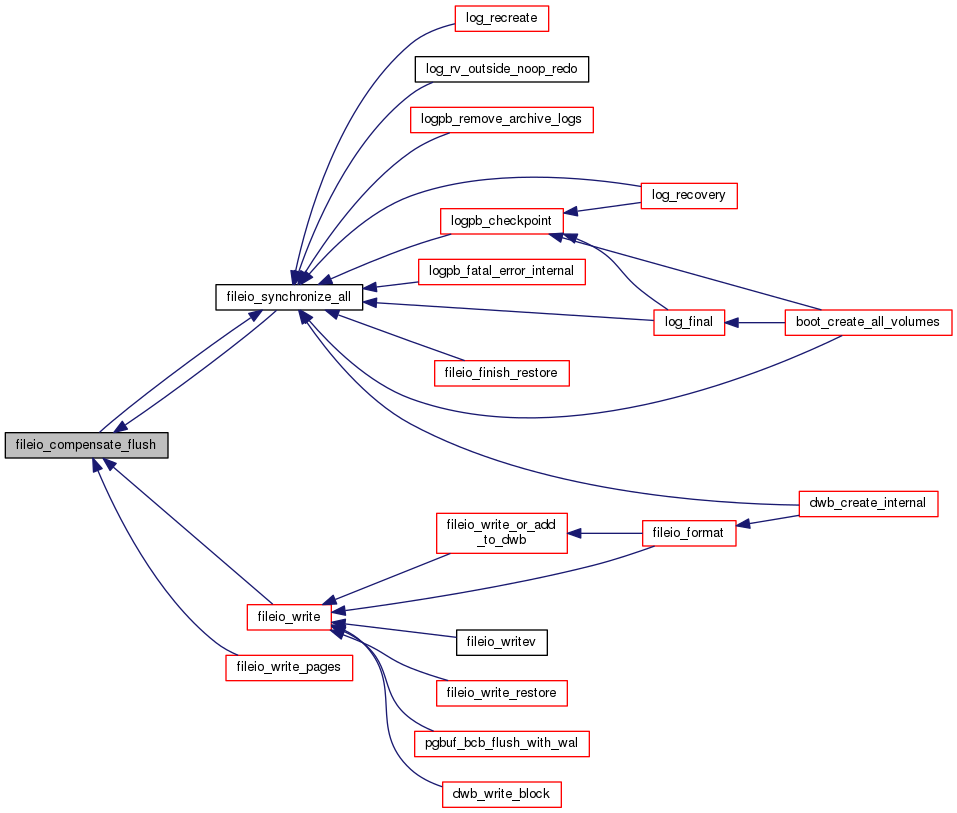 log_recreate
log_rv_outside_noop_redo
logpb_remove_archive_logs
log_recovery
logpb_checkpoint
logpb_fatal_error_internal
fileio_synchronize_all
log_final
boot_create_all_volumes
fileio_finish_restore
fileio_compensate_flush
dwb_create_internal
fileio_write_or_add
_to_dwb
fileio_format
fileio_write
fileio_writev
fileio_write_pages
fileio_write_restore
pgbuf_bcb_flush_with_wal
dwb_write_block